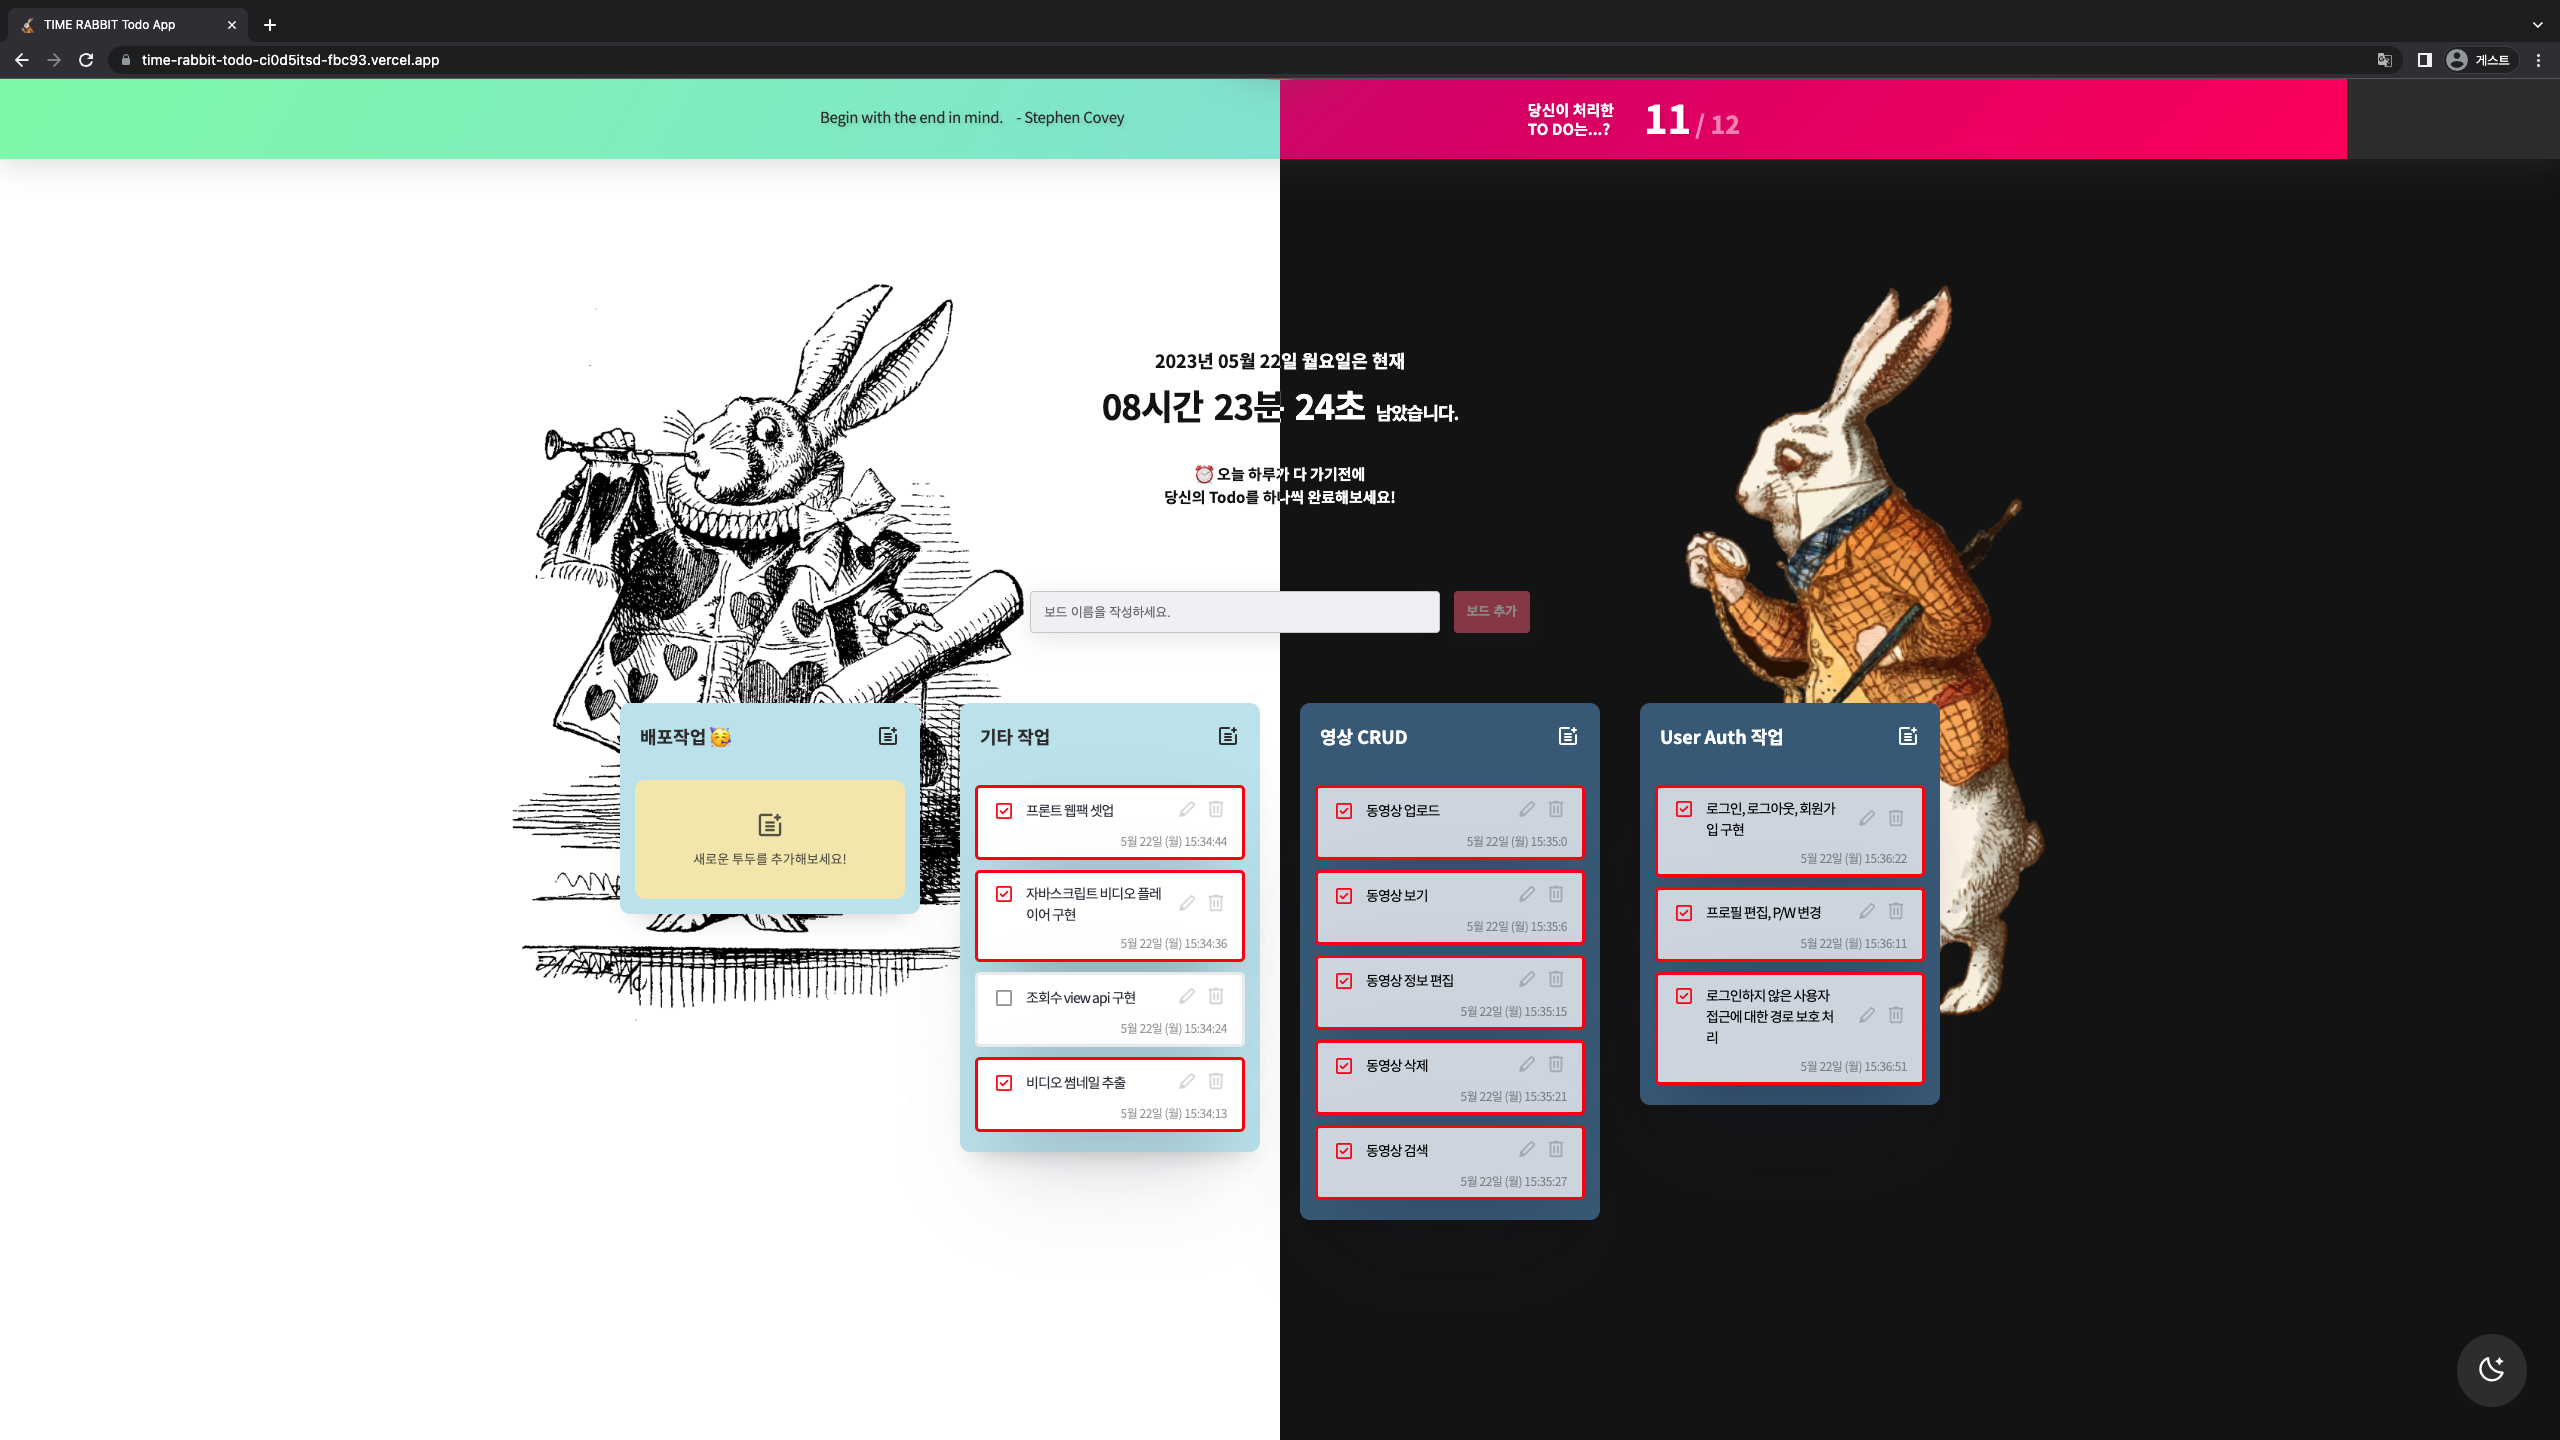 TIME RABBIT Todo App
time-rabbit-todo-ci0d5itsd-fbc93.vercel.app
게스트
Begin with the end in mind. - Stephen Covey
당신이 처리한
TO DO는...?
11 / 12
2023년 05월 22일 월요일은 현재
08시간 23분 24초 남았습니다.
⏰ 오늘 하루가 다 가기전에
당신의 Todo를 하나씩 완료해보세요!
보드 이름을 작성하세요.
보드 추가
배포작업 🥳
새로운 투두를 추가해보세요!
기타 작업
프론트 웹팩 셋업
5월 22일 (월) 15:34:44
자바스크립트 비디오 플레
이어 구현
5월 22일 (월) 15:34:36
조회수 view api 구현
5월 22일 (월) 15:34:24
비디오 썸네일 추출
5월 22일 (월) 15:34:13
영상 CRUD
동영상 업로드
5월 22일 (월) 15:35:0
동영상 보기
5월 22일 (월) 15:35:6
동영상 정보 편집
5월 22일 (월) 15:35:15
동영상 삭제
5월 22일 (월) 15:35:21
동영상 검색
5월 22일 (월) 15:35:27
User Auth 작업
로그인, 로그아웃, 회원가
입 구현
5월 22일 (월) 15:36:22
프로필 편집, P/W 변경
5월 22일 (월) 15:36:11
로그인하지 않은 사용자
접근에 대한 경로 보호 처
리
5월 22일 (월) 15:36:51